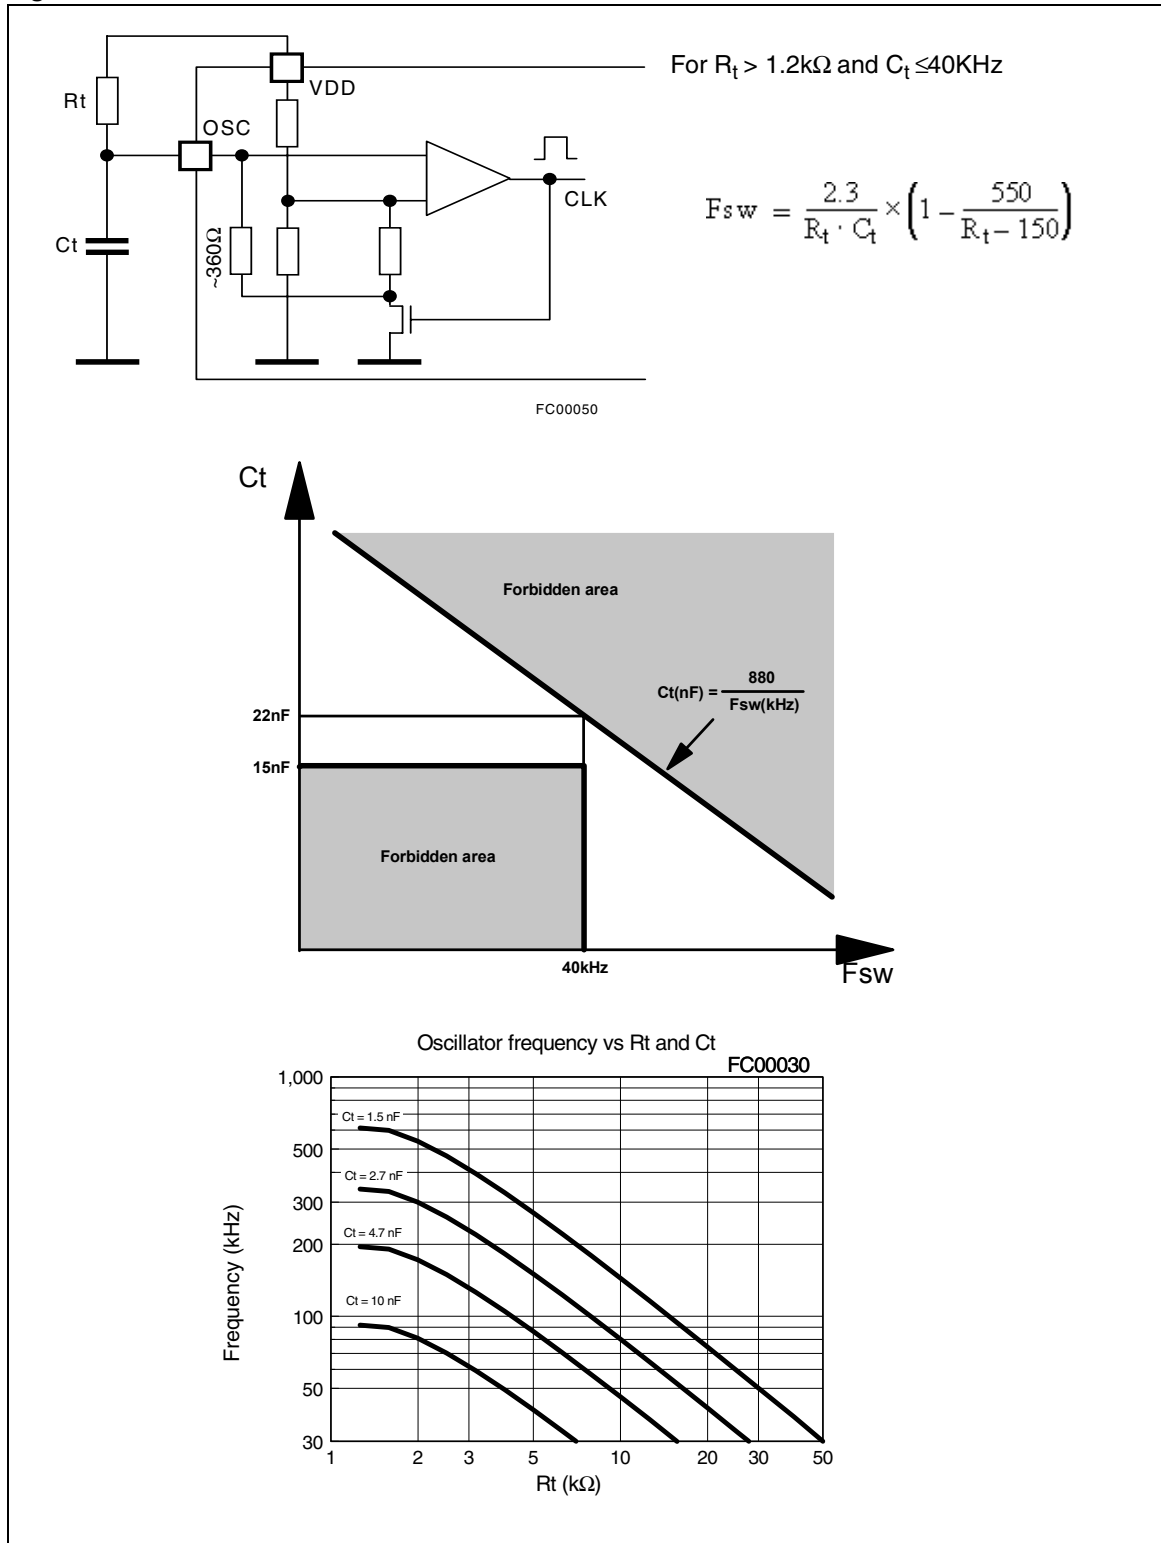 For Rt > 1.2kΩ and Ct ≤40KHz
VDD
Rt
OSC
CLK
Ct
~360Ω
Fsw = 2.3 / Rt · Ct × (1 − 550 / Rt − 150)
FC00050
Ct
Forbidden area
Ct(nF) = 880 / Fsw(kHz)
22nF
15nF
Forbidden area
40kHz
Fsw
Oscillator frequency vs Rt and Ct
FC00030
1,000
Ct = 1.5 nF
500
Ct = 2.7 nF
300
Ct = 4.7 nF
200
Ct = 10 nF
100
50
30
Frequency (kHz)
1 2 3 5 10 20 30 50
Rt (kΩ)